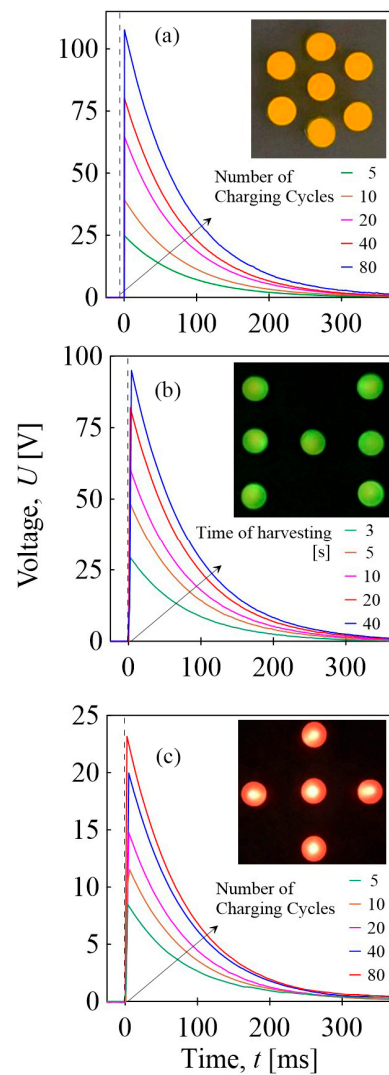 (a)
100
75
50
25
0
Number of
Charging Cycles
5
10
20
40
80
0 100 200 300
Voltage, U [V]
(b)
100
75
50
25
0
Time of harvesting
[s]
3
5
10
20
40
0 100 200 300
(c)
25
20
15
10
5
0
Number of
Charging Cycles
5
10
20
40
80
0 100 200 300
Time, t [ms]